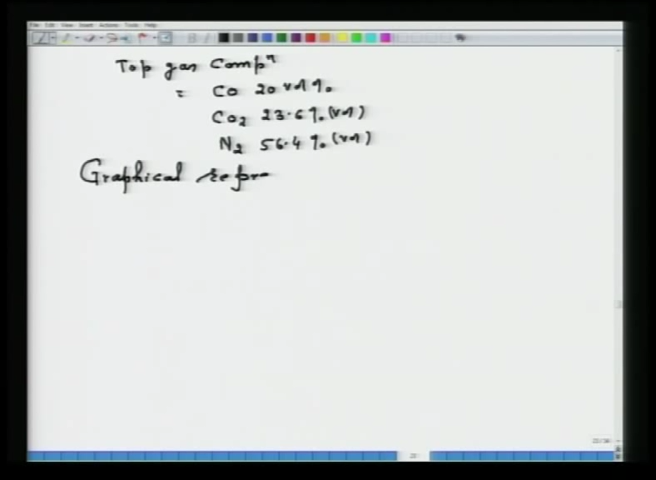 Top gas Compⁿ
= CO 20 vol %
CO₂ 23.6 % (vol)
N₂ 56.4 % (vol)
Graphical repre